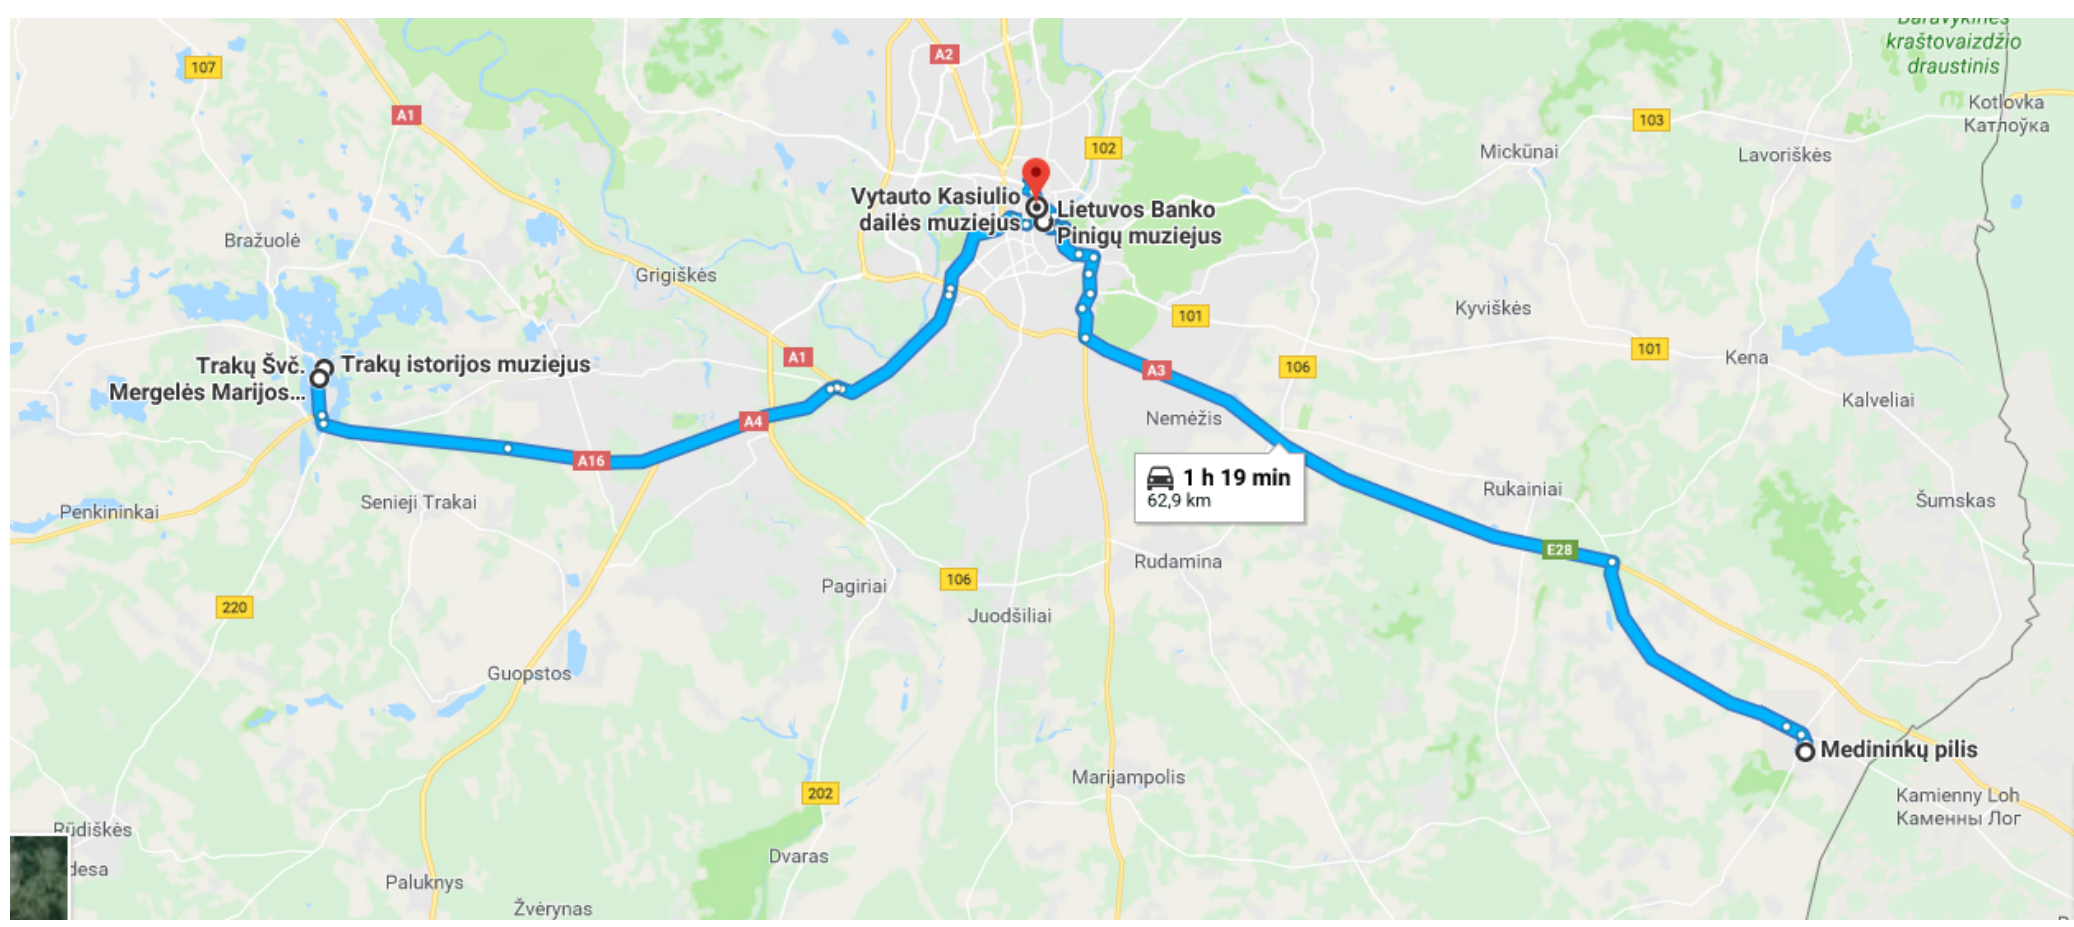 Baravykinės
kraštovaizdžio
draustinis
A2
107
Kotlovka
Катлоўка
A1
103
102
Mickūnai
Lavoriškės
Vytauto Kasiulio
dailės muziejus
Lietuvos Banko
Pinigų muziejus
Bražuolė
Grigiškės
Kyviškės
101
101
A1
Kena
Trakų Švč.
Mergelės Marijos...
Trakų istorijos muziejus
A3
106
Kalveliai
Nemėžis
A4
A16
1 h 19 min
62,9 km
Rukainiai
Šumskas
Senieji Trakai
Penkininkai
E28
Rudamina
Pagiriai
106
220
Juodšiliai
Guopstos
Medininkų pilis
Marijampolis
202
Kamienny Loh
Каменны Лог
Rūdiškės
desa
Dvaras
Paluknys
Žvėrynas